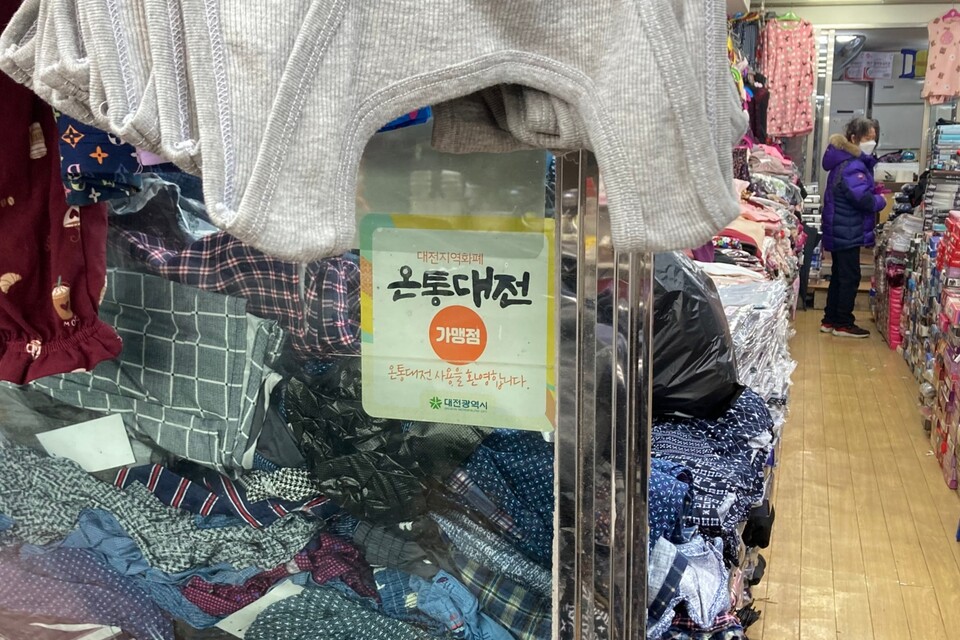 대전지역화폐
온통대전
가맹점
온통대전 사용을 환영합니다.
대전광역시